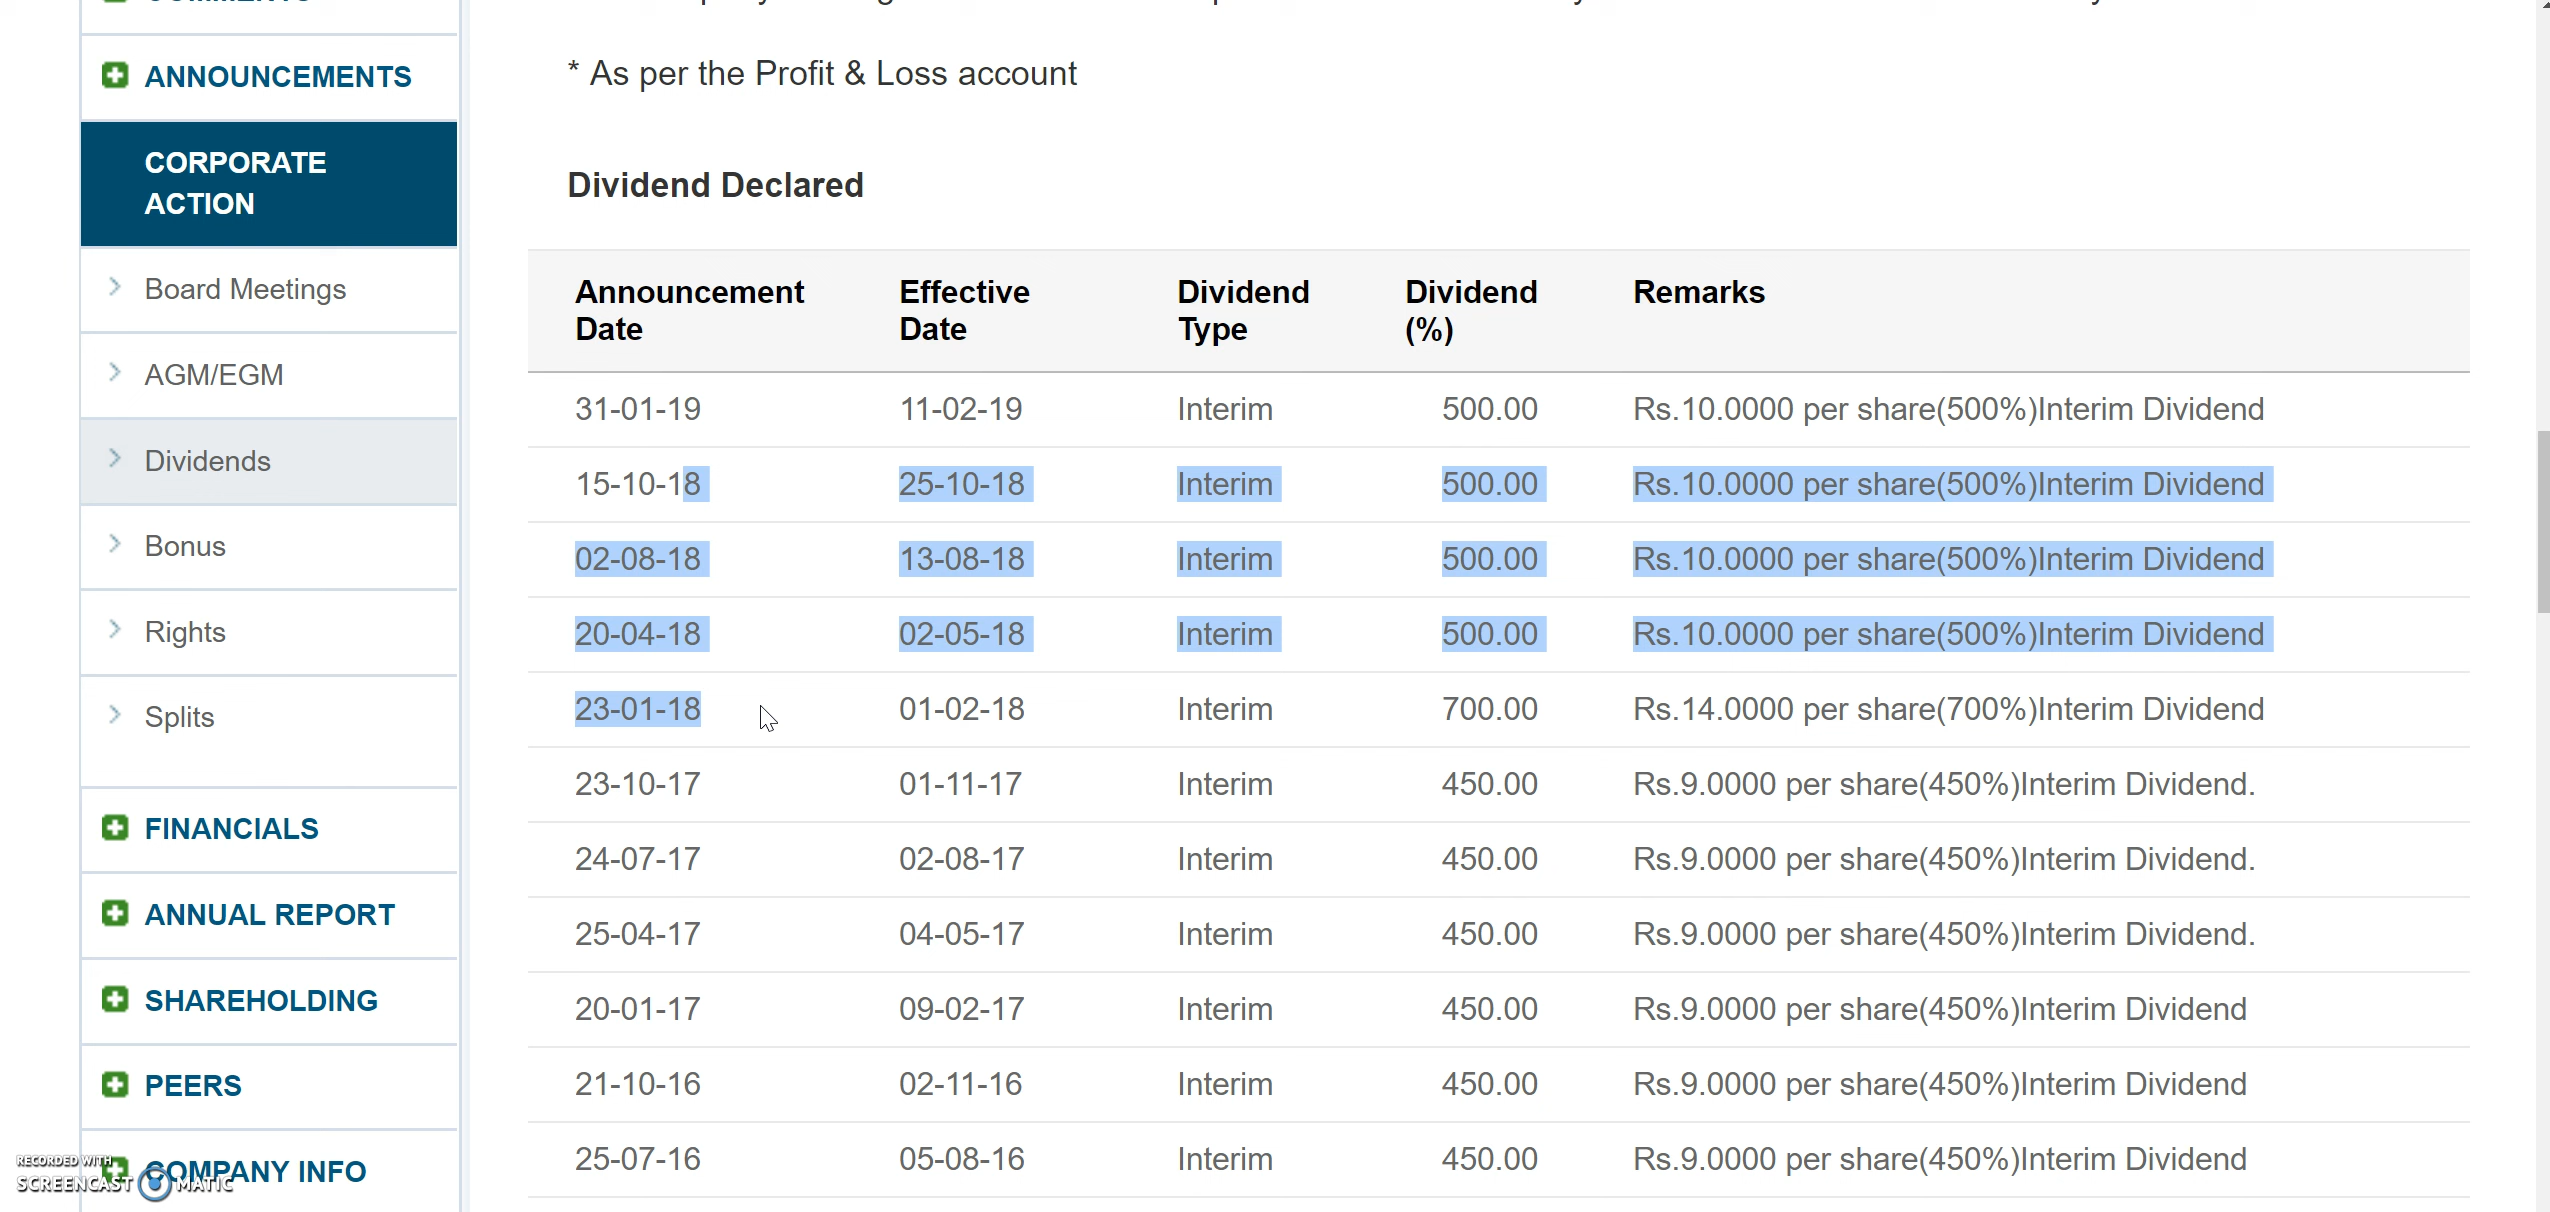 ANNOUNCEMENTS
CORPORATE
ACTION
Board Meetings
AGM/EGM
Dividends
Bonus
Rights
Splits
FINANCIALS
ANNUAL REPORT
SHAREHOLDING
PEERS
COMPANY INFO
RECORDED WITH
SCREENCAST MATIC
* As per the Profit & Loss account
Dividend Declared
Announcement Date Effective Date Dividend Type Dividend (%) Remarks
31-01-19 11-02-19 Interim 500.00 Rs.10.0000 per share(500%)Interim Dividend
15-10-18 25-10-18 Interim 500.00 Rs.10.0000 per share(500%)Interim Dividend
02-08-18 13-08-18 Interim 500.00 Rs.10.0000 per share(500%)Interim Dividend
20-04-18 02-05-18 Interim 500.00 Rs.10.0000 per share(500%)Interim Dividend
23-01-18 01-02-18 Interim 700.00 Rs.14.0000 per share(700%)Interim Dividend
23-10-17 01-11-17 Interim 450.00 Rs.9.0000 per share(450%)Interim Dividend.
24-07-17 02-08-17 Interim 450.00 Rs.9.0000 per share(450%)Interim Dividend.
25-04-17 04-05-17 Interim 450.00 Rs.9.0000 per share(450%)Interim Dividend.
20-01-17 09-02-17 Interim 450.00 Rs.9.0000 per share(450%)Interim Dividend
21-10-16 02-11-16 Interim 450.00 Rs.9.0000 per share(450%)Interim Dividend
25-07-16 05-08-16 Interim 450.00 Rs.9.0000 per share(450%)Interim Dividend